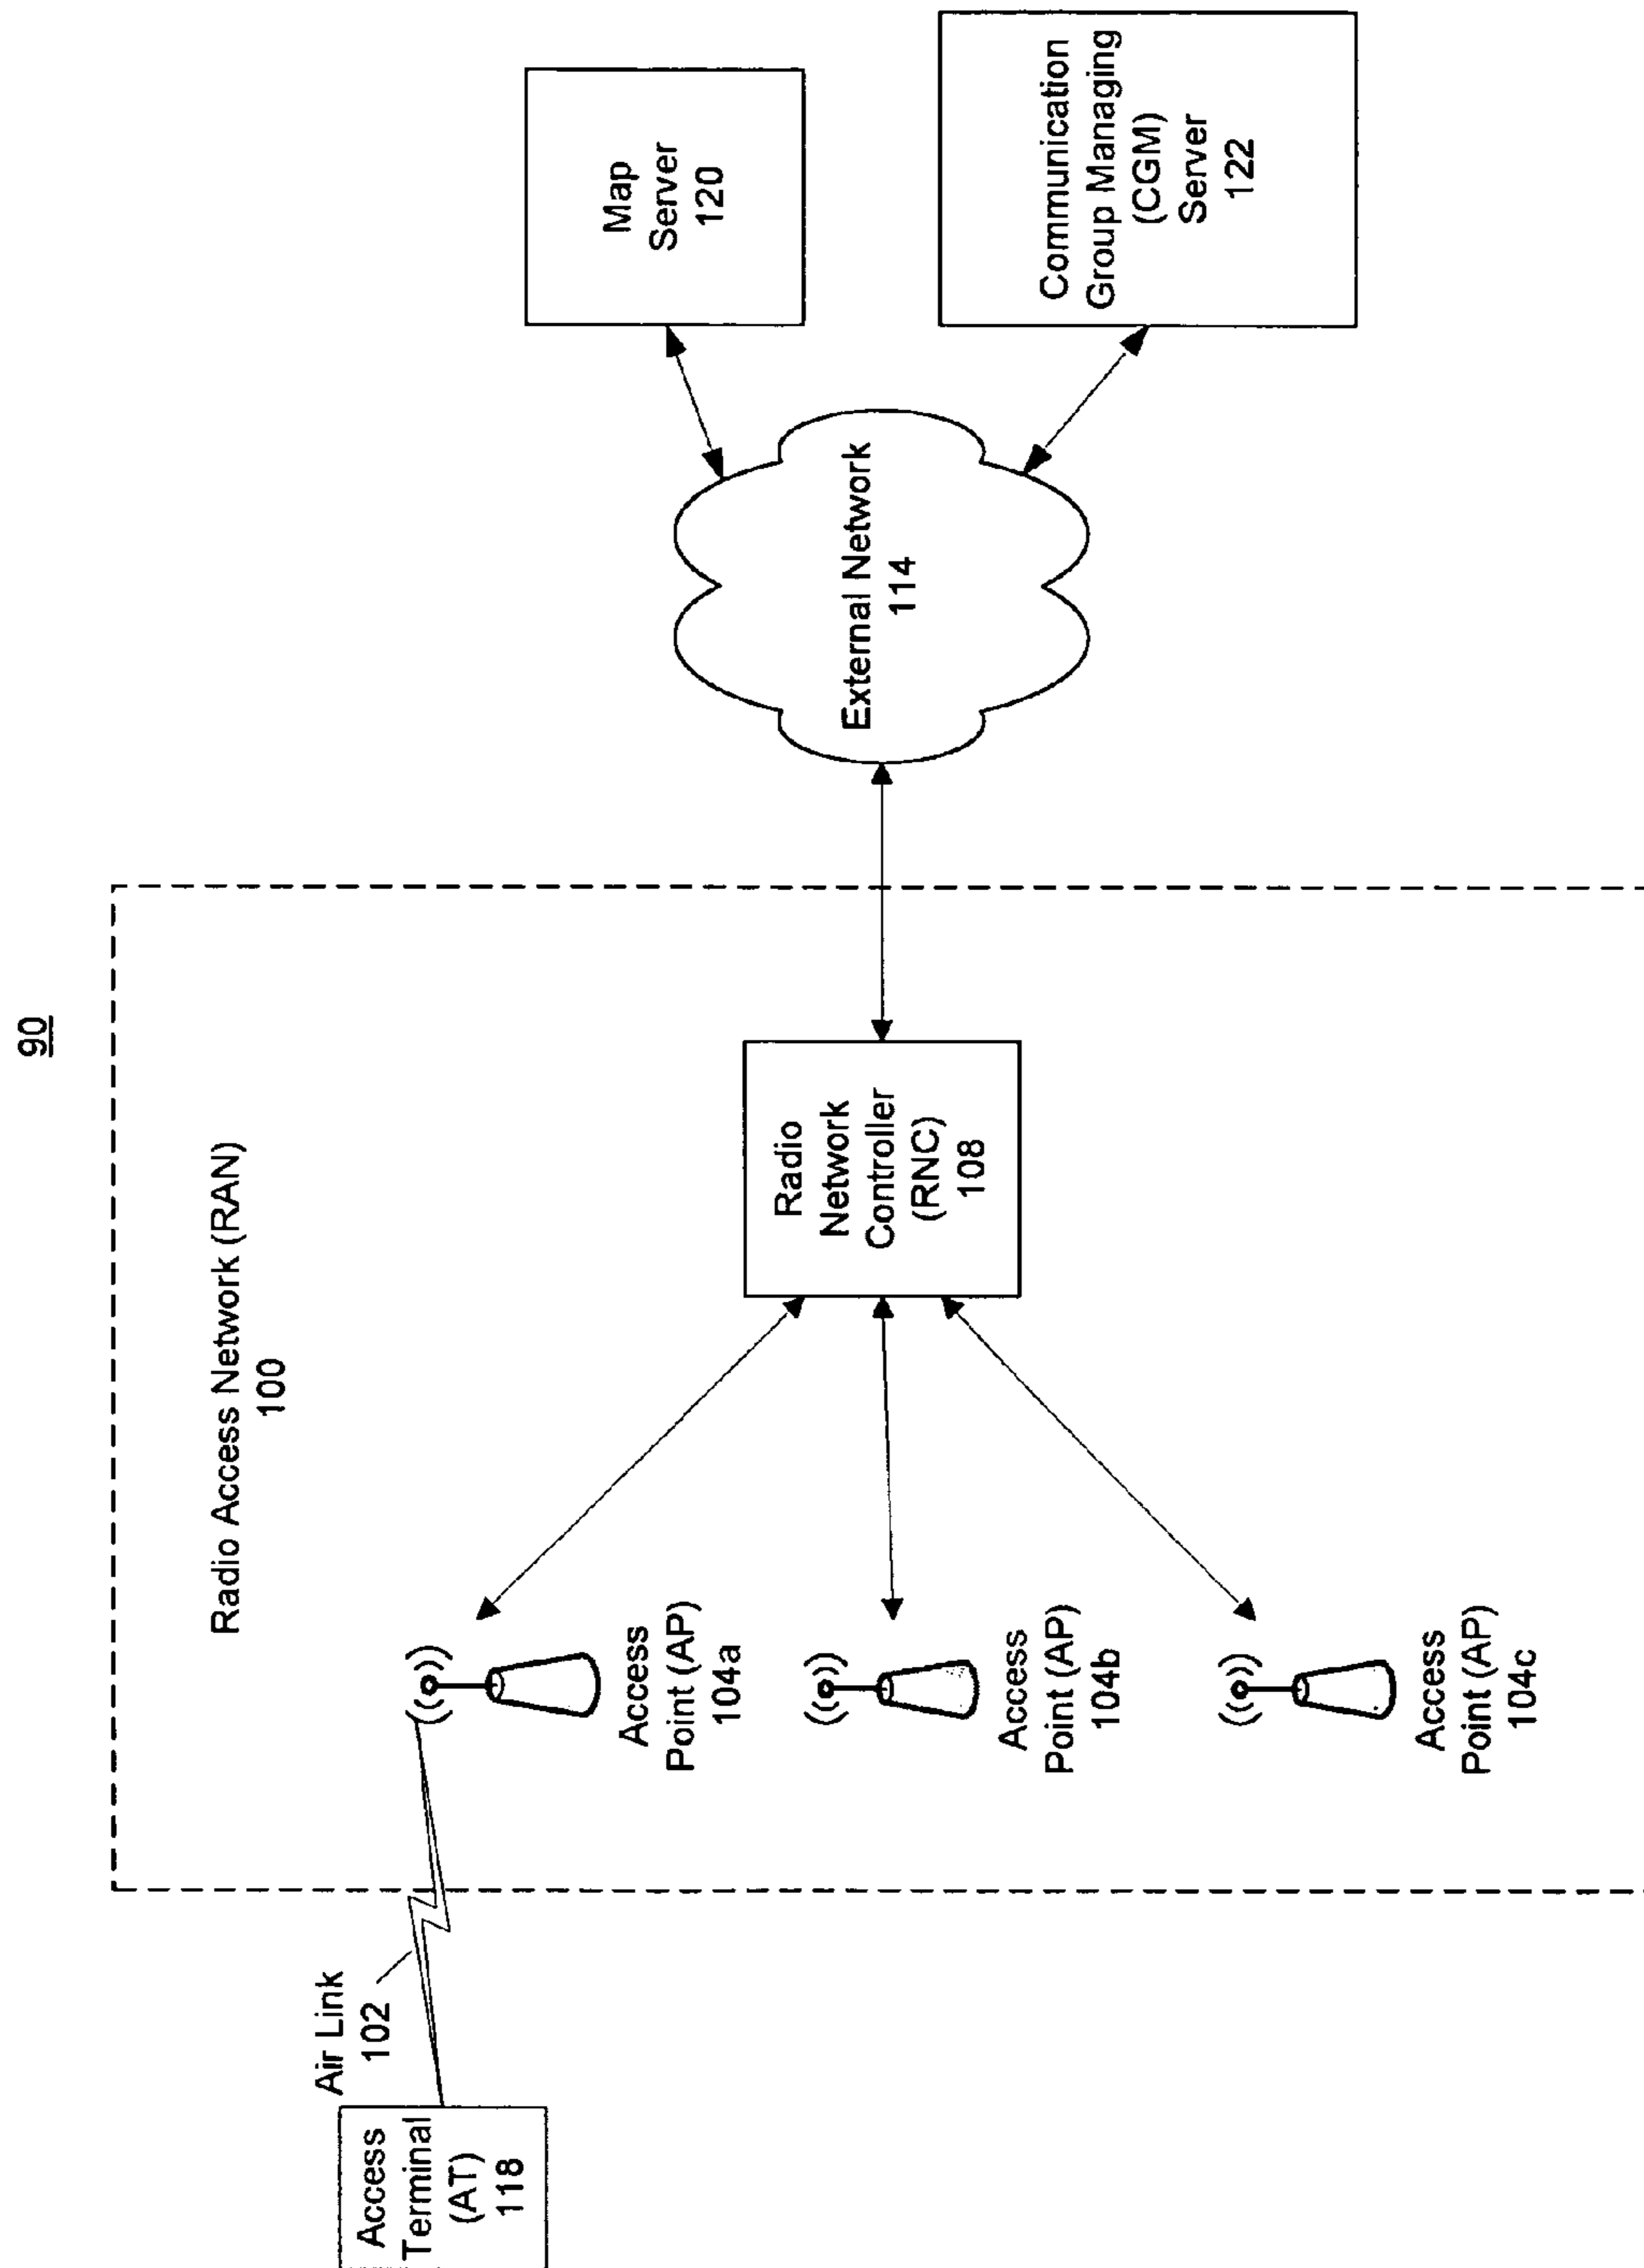 90
Radio Access Network (RAN)
100
Air Link
102
Access
Terminal
(AT)
118
Access
Point (AP)
104a
Access
Point (AP)
104b
Access
Point (AP)
104c
Radio
Network
Controller
(RNC)
108
External Network
114
Map
Server
120
Communication
Group Managing
(CGM)
Server
122